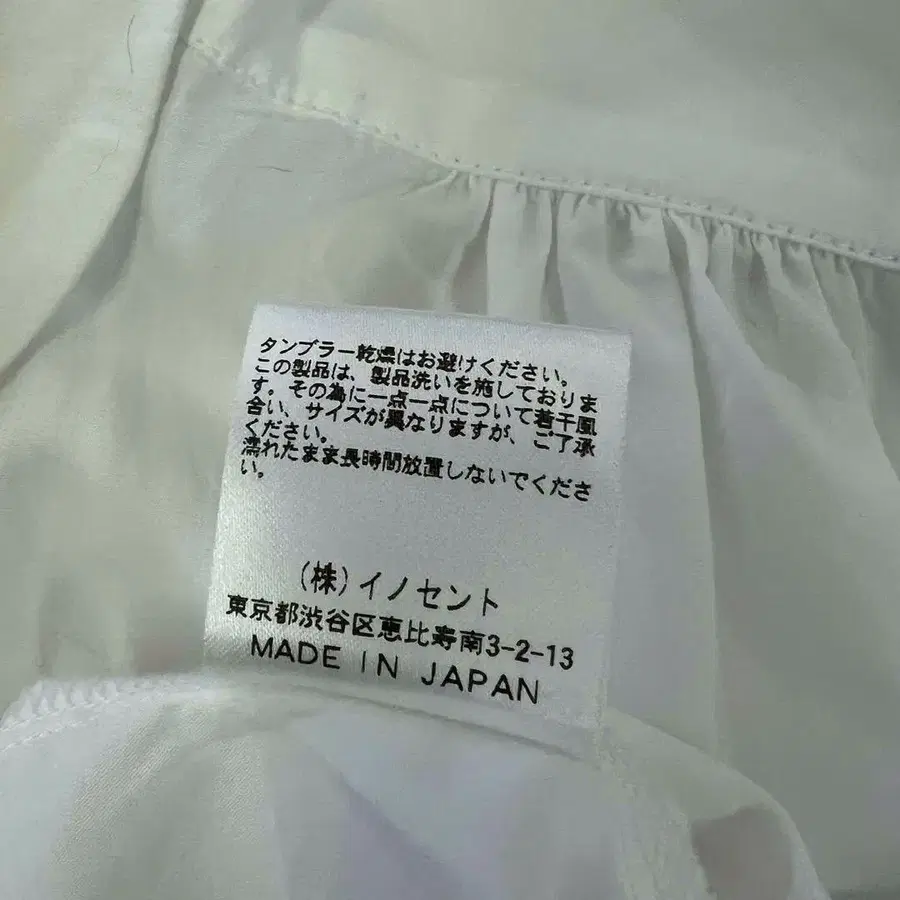 タンブラー乾燥はお避けください。
この製品は、製品洗いを施しておりま
す。その為に一点一点について若干風
合い、サイズが異なりますが、ご了承
ください。
濡れたまま長時間放置しないでくださ
い。
(株)イノセント
東京都渋谷区恵比寿南3-2-13
MADE IN JAPAN